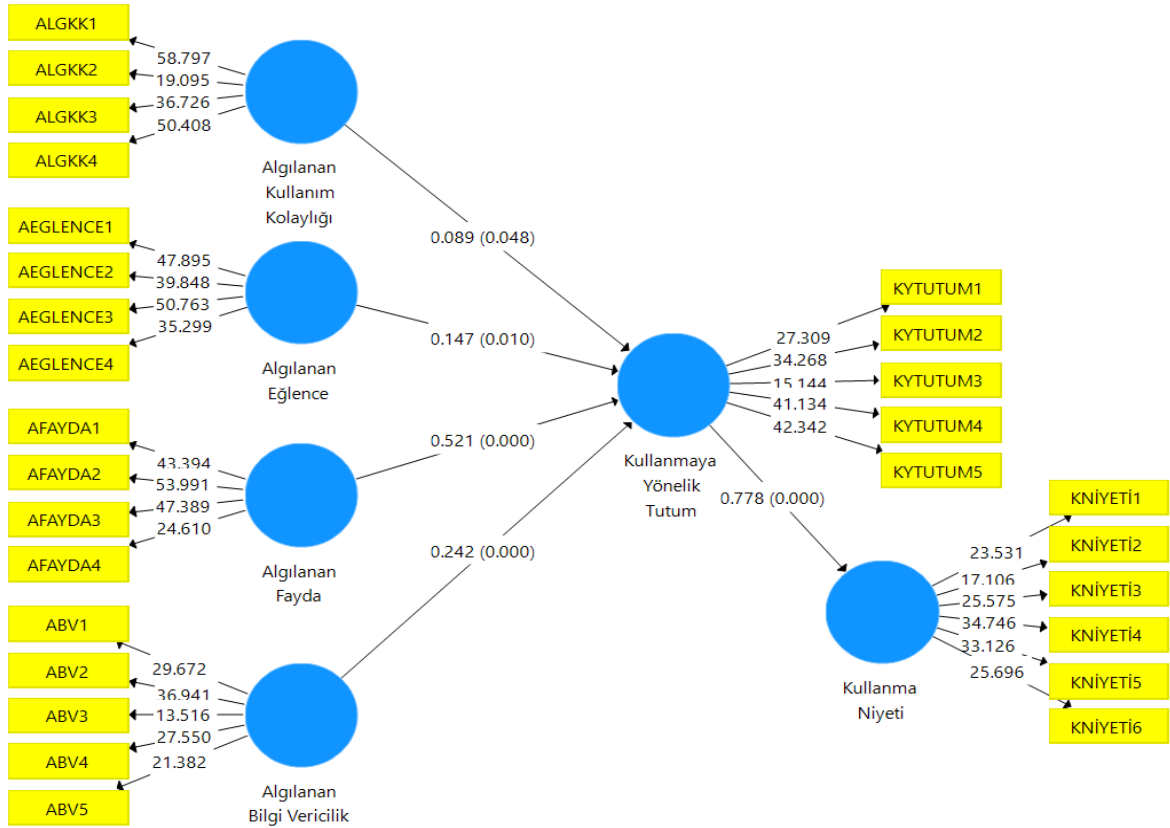 ALGKK1
ALGKK2
ALGKK3
ALGKK4
58.797
19.095
36.726
50.408
Algılanan
Kullanım
Kolaylığı
0.089 (0.048)
AEGLENCE1
AEGLENCE2
AEGLENCE3
AEGLENCE4
47.895
39.848
50.763
35.299
Algılanan
Eğlence
0.147 (0.010)
AFAYDA1
AFAYDA2
AFAYDA3
AFAYDA4
43.394
53.991
47.389
24.610
Algılanan
Fayda
0.521 (0.000)
ABV1
ABV2
ABV3
ABV4
ABV5
29.672
36.941
13.516
27.550
21.382
Algılanan
Bilgi Vericilik
0.242 (0.000)
Kullanmaya
Yönelik
Tutum
27.309
34.268
15.144
41.134
42.342
KYTUTUM1
KYTUTUM2
KYTUTUM3
KYTUTUM4
KYTUTUM5
0.778 (0.000)
Kullanma
Niyeti
23.531
17.106
25.575
34.746
33.126
25.696
KNİYETİ1
KNİYETİ2
KNİYETİ3
KNİYETİ4
KNİYETİ5
KNİYETİ6